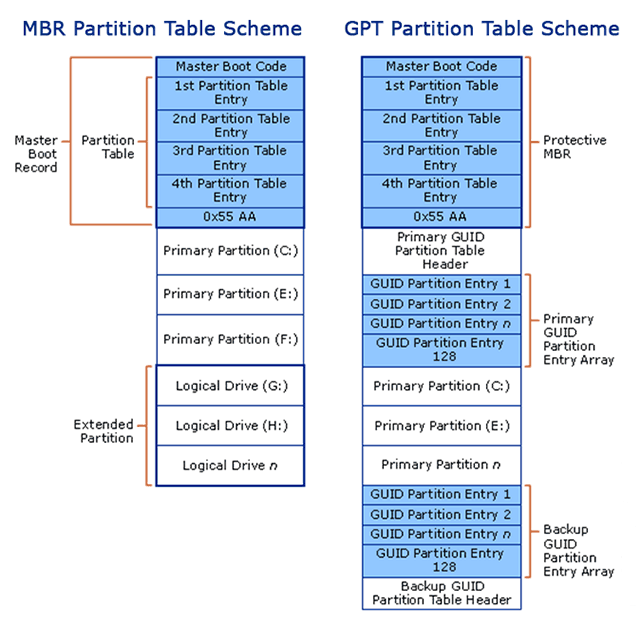 MBR Partition Table Scheme
Master Boot Code
1st Partition Table
Entry
2nd Partition Table
Entry
3rd Partition Table
Entry
4th Partition Table
Entry
0x55 AA
Master
Boot
Record
Partition
Table
Primary Partition (C:)
Primary Partition (E:)
Primary Partition (F:)
Logical Drive (G:)
Logical Drive (H:)
Logical Drive n
Extended
Partition
GPT Partition Table Scheme
Master Boot Code
1st Partition Table
Entry
2nd Partition Table
Entry
3rd Partition Table
Entry
4th Partition Table
Entry
0x55 AA
Protective
MBR
Primary GUID
Partition Table
Header
GUID Partition Entry 1
GUID Partition Entry 2
GUID Partition Entry n
GUID Partition Entry
128
Primary
GUID
Partition
Entry Array
Primary Partition (C:)
Primary Partition (E:)
Primary Partition n
GUID Partition Entry 1
GUID Partition Entry 2
GUID Partition Entry n
GUID Partition Entry
128
Backup
GUID
Partition
Entry Array
Backup GUID
Partition Table Header